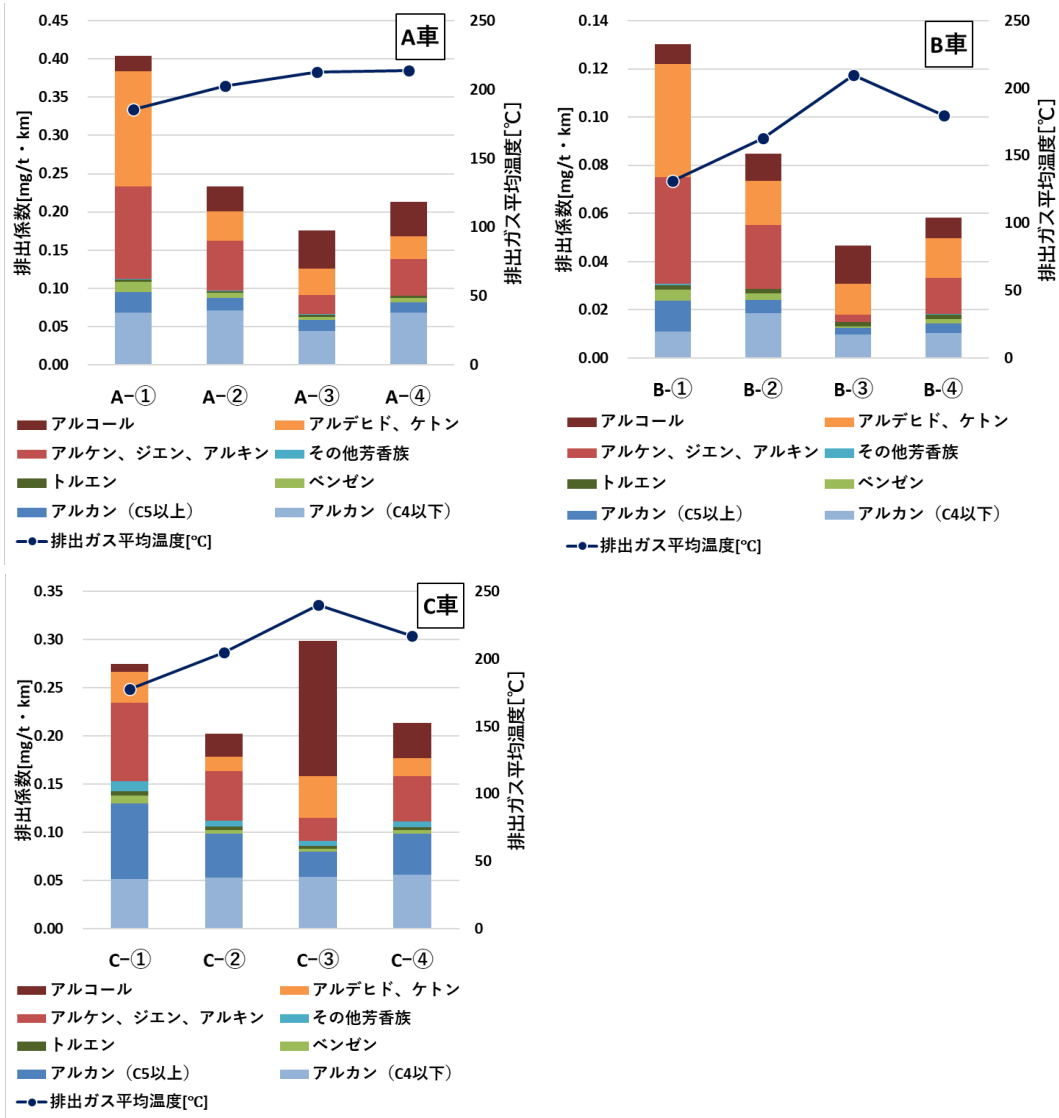 A車
排出係数[mg/t・km]
0.45
0.40
0.35
0.30
0.25
0.20
0.15
0.10
0.05
0.00
250
200
150
100
50
0
排出ガス平均温度[℃]
A-① A-② A-③ A-④
アルコール アルデヒド、ケトン
アルケン、ジエン、アルキン その他芳香族
トルエン ベンゼン
アルカン（C5以上） アルカン（C4以下）
排出ガス平均温度[℃]
B車
排出係数[mg/t・km]
0.14
0.12
0.10
0.08
0.06
0.04
0.02
0.00
250
200
150
100
50
0
排出ガス平均温度[℃]
B-① B-② B-③ B-④
アルコール アルデヒド、ケトン
アルケン、ジエン、アルキン その他芳香族
トルエン ベンゼン
アルカン（C5以上） アルカン（C4以下）
排出ガス平均温度[℃]
C車
排出係数[mg/t・km]
0.35
0.30
0.25
0.20
0.15
0.10
0.05
0.00
250
200
150
100
50
0
排出ガス平均温度[℃]
C-① C-② C-③ C-④
アルコール アルデヒド、ケトン
アルケン、ジエン、アルキン その他芳香族
トルエン ベンゼン
アルカン（C5以上） アルカン（C4以下）
排出ガス平均温度[℃]